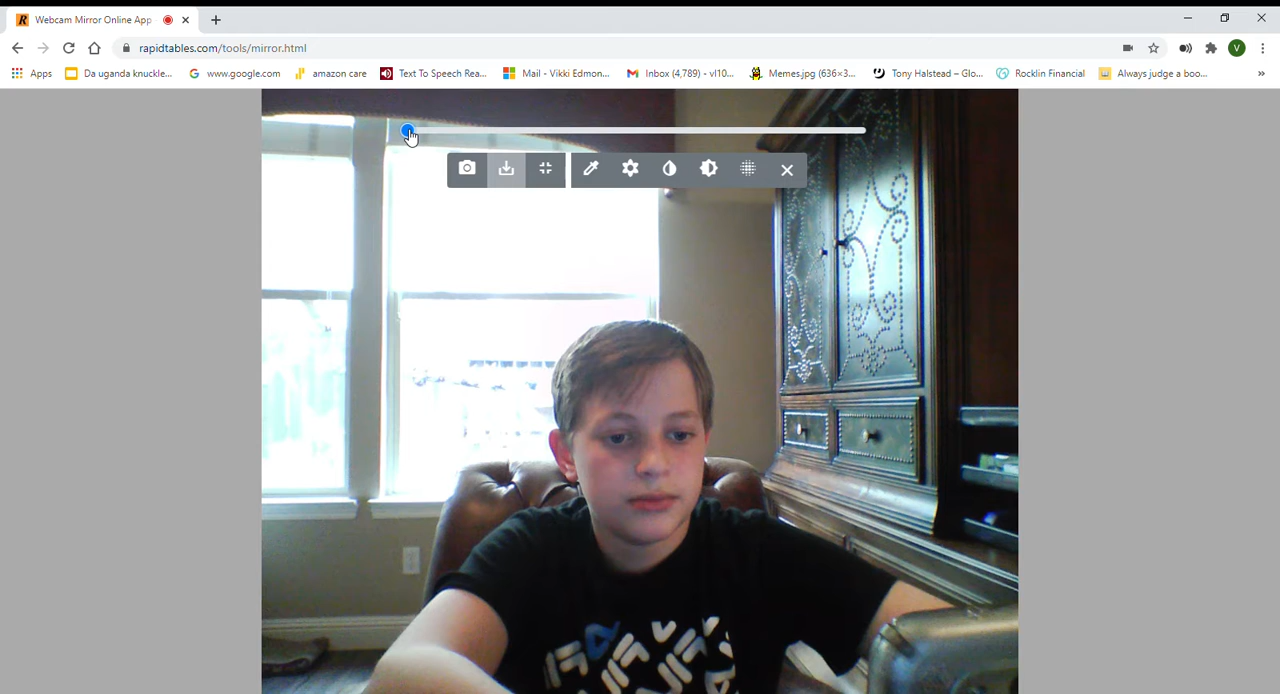 R Webcam Mirror Online App
rapidtables.com/tools/mirror.html
V
Apps
Da uganda knuckle...
G www.google.com
amazon care
Text To Speech Rea...
Mail - Vikki Edmon...
Inbox (4,789) - vl10...
Memes.jpg (636×3...
Tony Halstead – Glo...
Rocklin Financial
Always judge a boo...
»